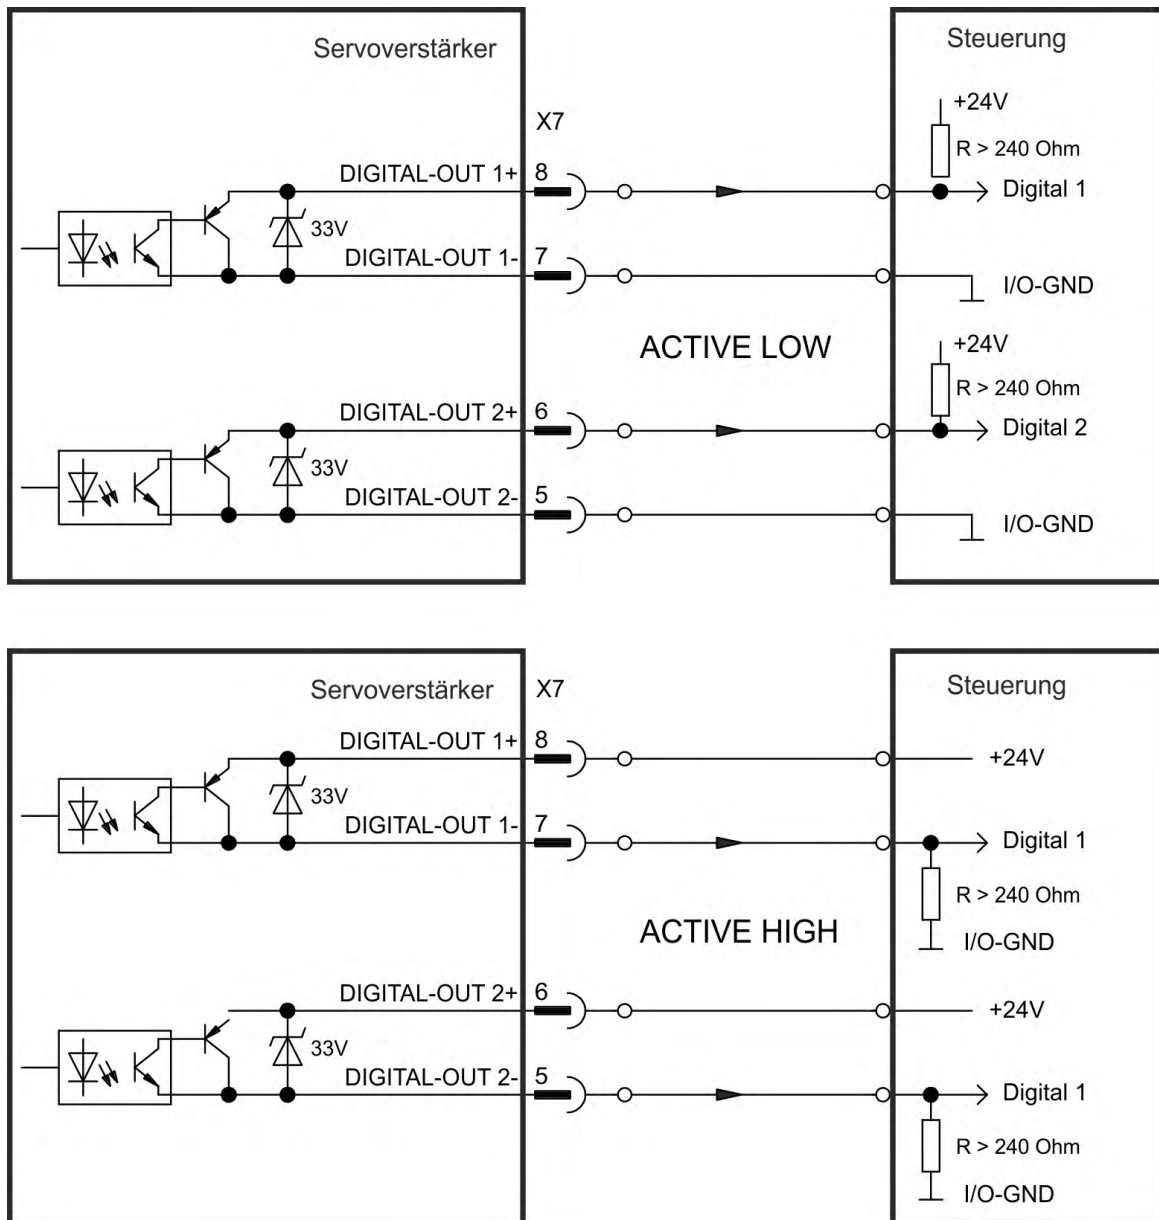 Servoverstärker
Steuerung
X7
+24V
R > 240 Ohm
DIGITAL-OUT 1+
8
Digital 1
33V
DIGITAL-OUT 1-
7
I/O-GND
ACTIVE LOW
+24V
R > 240 Ohm
DIGITAL-OUT 2+
6
Digital 2
33V
DIGITAL-OUT 2-
5
I/O-GND
Servoverstärker
X7
Steuerung
DIGITAL-OUT 1+
8
+24V
33V
DIGITAL-OUT 1-
7
Digital 1
R > 240 Ohm
ACTIVE HIGH
I/O-GND
DIGITAL-OUT 2+
6
+24V
33V
DIGITAL-OUT 2-
5
Digital 1
R > 240 Ohm
I/O-GND